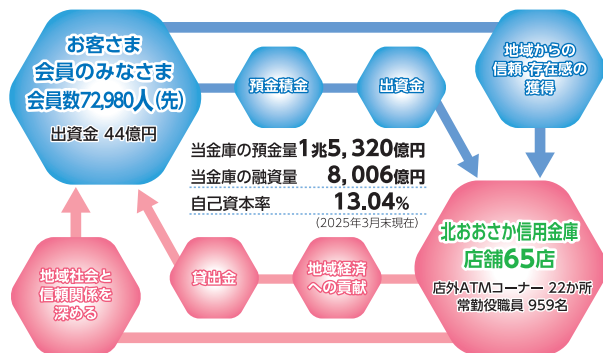 お客さま
会員のみなさま
会員数72,980人(先)
出資金 44億円
預金積金
出資金
地域からの
信頼・存在感の
獲得
当金庫の預金量1兆5,320億円
当金庫の融資量 8,006億円
自己資本率 13.04%
(2025年3月末現在)
北おおさか信用金庫
店舗65店
店外ATMコーナー 22か所
常勤役職員 959名
地域社会と
信頼関係を
深める
貸出金
地域経済
への貢献